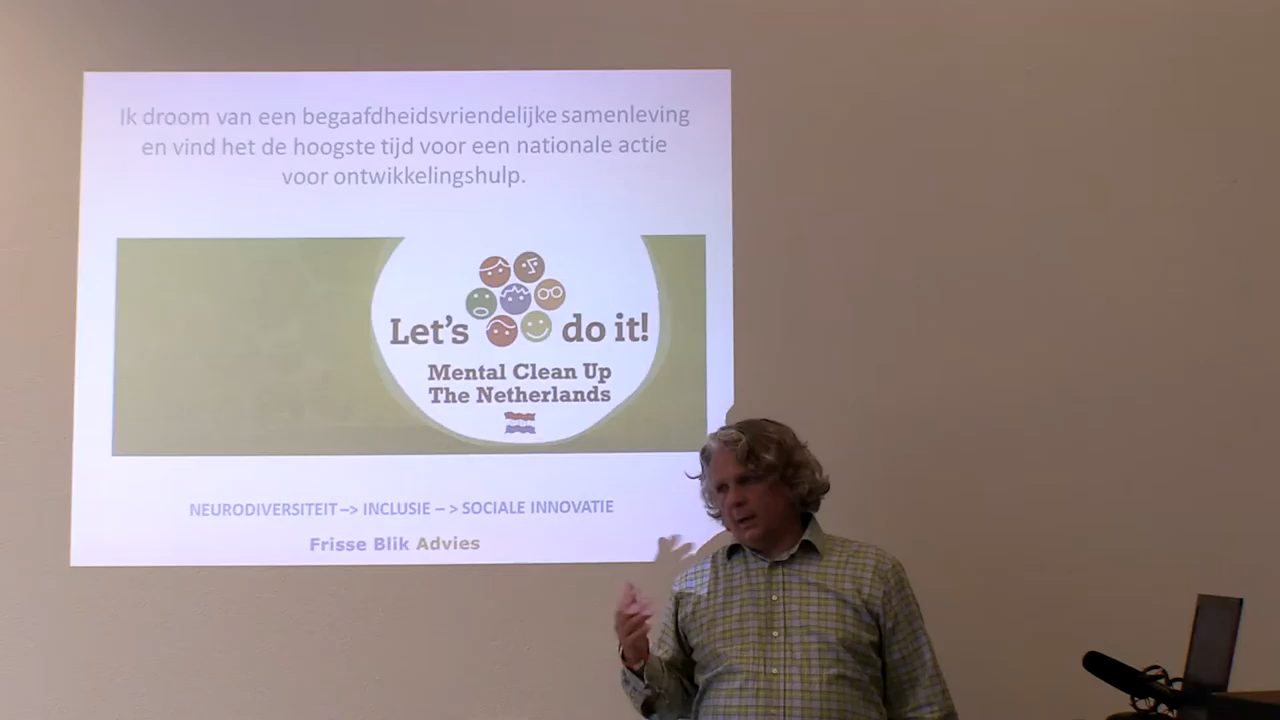 Ik droom van een begaafdheidsvriendelijke samenleving
en vind het de hoogste tijd voor een nationale actie
voor ontwikkelingshulp.
Let's do it!
Mental Clean Up
The Netherlands
NEURODIVERSITEIT –> INCLUSIE – > SOCIALE INNOVATIE
Frisse Blik Advies